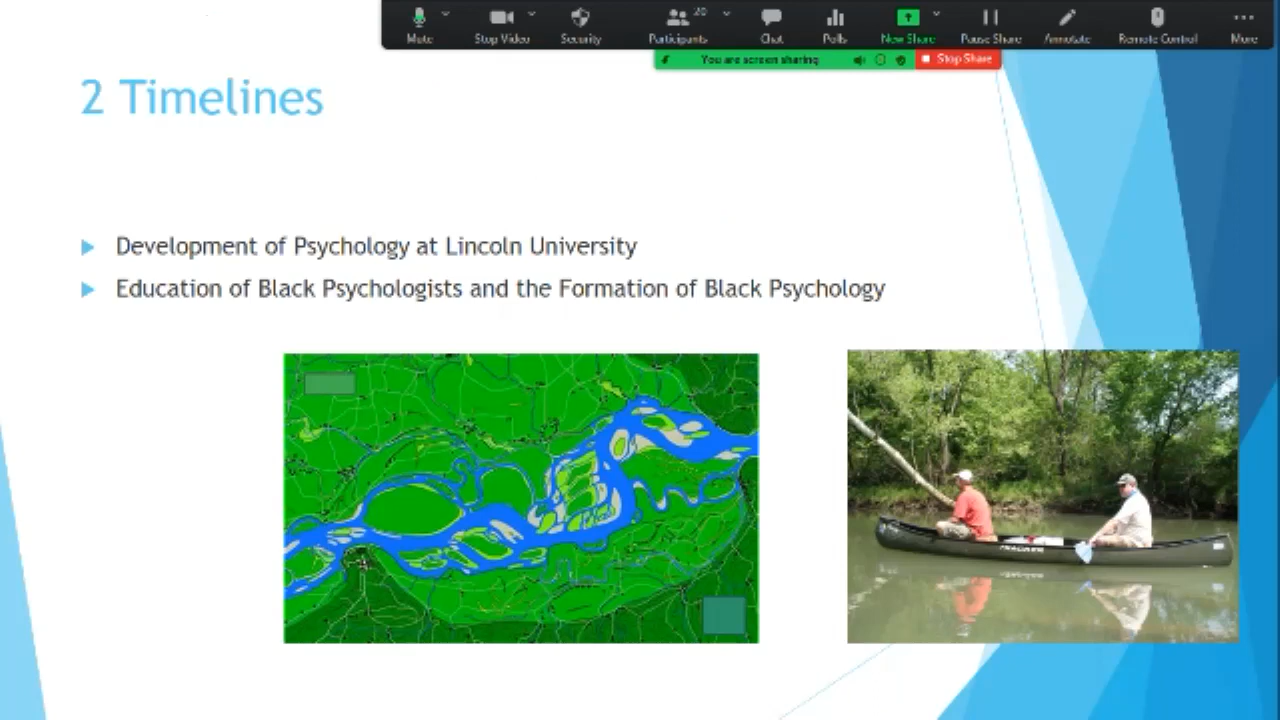 Mute
Stop Video
Security
20
Participants
Chat
Polls
New Share
Pause Share
Annotate
Remote Control
More
You are screen sharing
Stop Share
2 Timelines
Development of Psychology at Lincoln University
Education of Black Psychologists and the Formation of Black Psychology